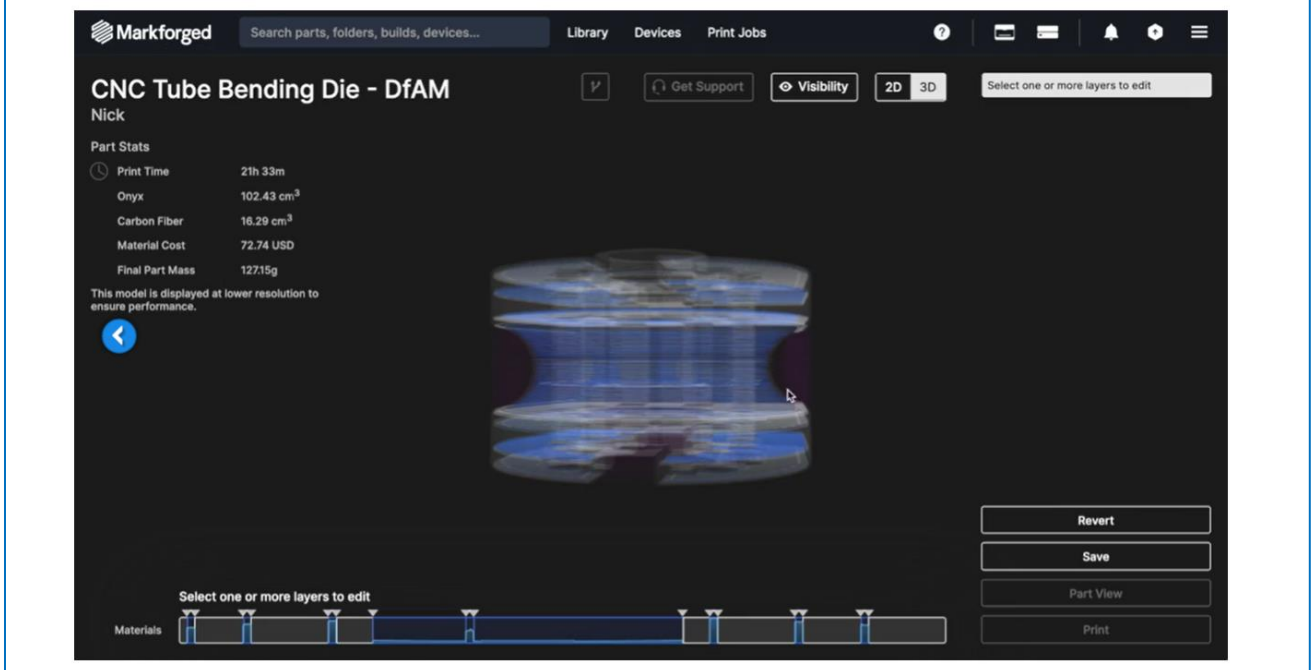 Markforged
Search parts, folders, builds, devices...
Library
Devices
Print Jobs
?
CNC Tube Bending Die - DfAM
Nick
Get Support
Visibility
2D
3D
Select one or more layers to edit
Part Stats
Print Time 21h 33m
Onyx 102.43 cm³
Carbon Fiber 16.29 cm³
Material Cost 72.74 USD
Final Part Mass 127.15g
This model is displayed at lower resolution to
ensure performance.
Revert
Save
Part View
Print
Select one or more layers to edit
Materials